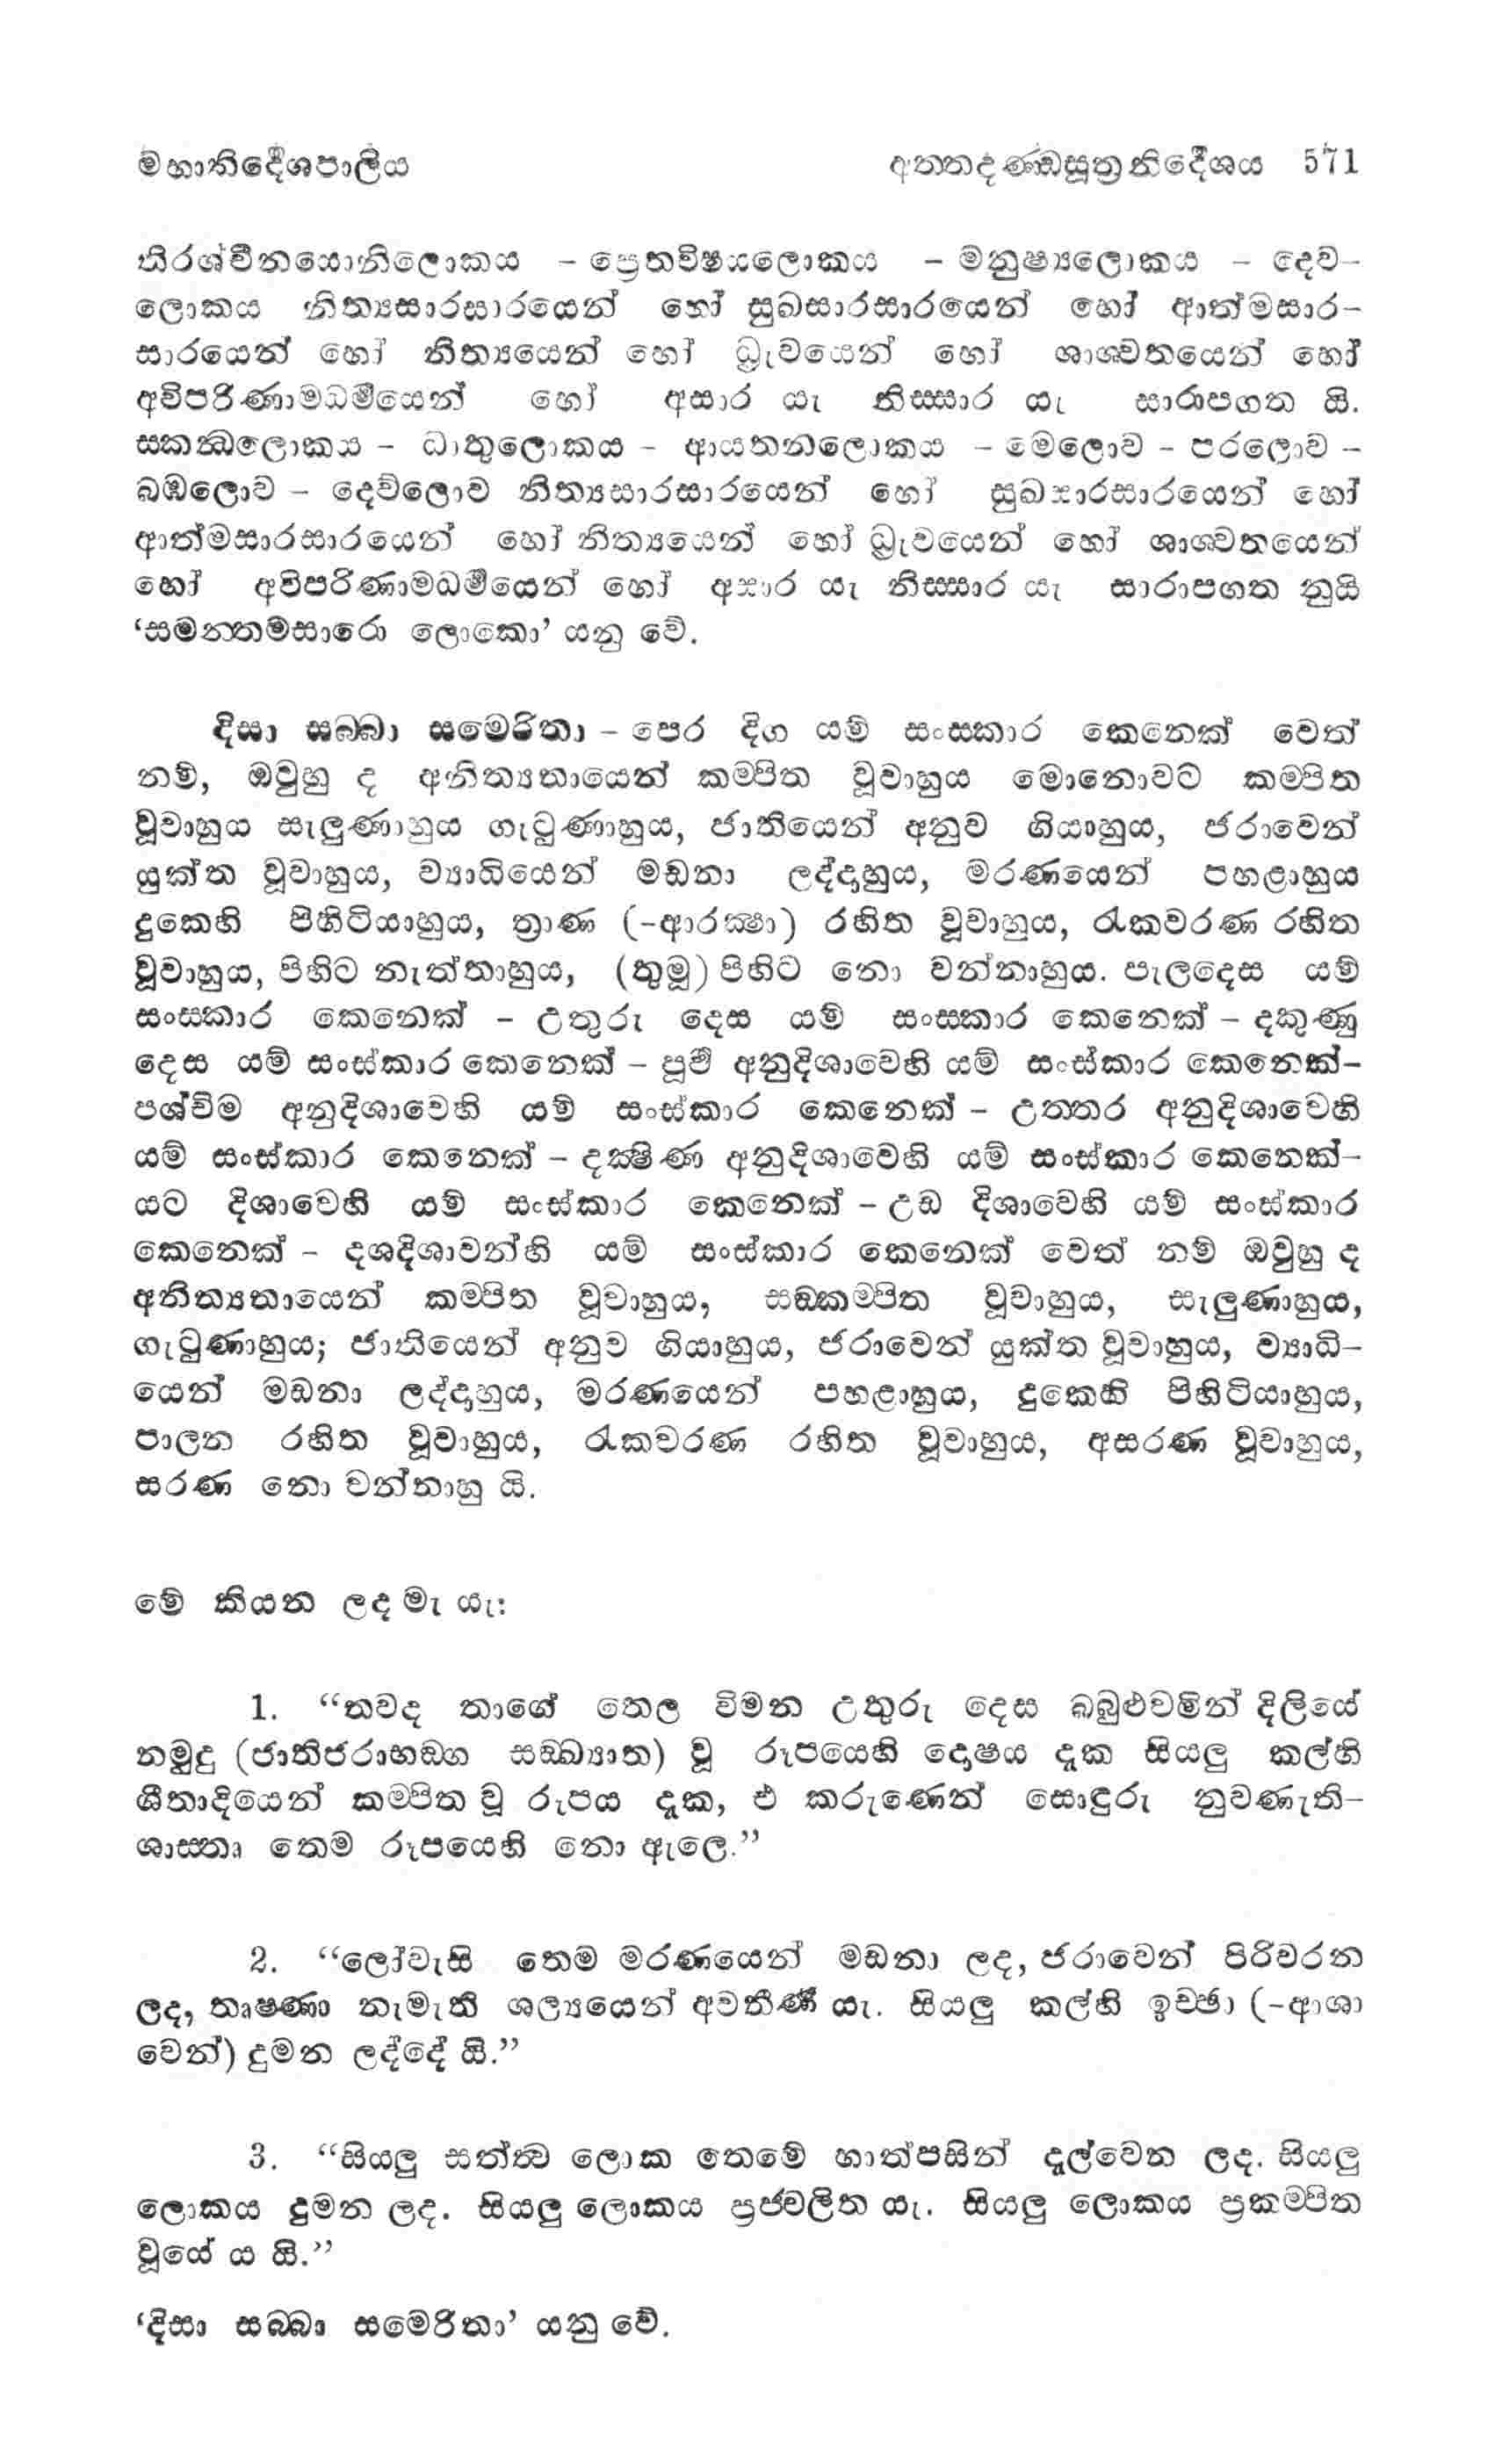 මහානිර්දේශපාලිය අත්තදණ්ඩසූත්‍රනිර්දේශය 571
තිරශ්චීනයොනිලොකය - ප්‍රෙතවිෂයලොකය - මනුෂ්‍යලොකය - දෙව-
ලොකය නිත්‍යසාරසාරයෙන් හෝ සුඛසාරසාරයෙන් හෝ ආත්මසාර-
සාරයෙන් හෝ නිත්‍යයෙන් හෝ ධ්‍රැවයෙන් හෝ ශාශ්වතයෙන් හෝ
අවිපරිණාමධර්මයෙන් හෝ අසාර යැ නිස්සාර යැ සාරාපගත යි.
ස්කන්ධලොකය - ධාතුලොකය - ආයතනලොකය - මෙලොව - පරලොව -
බඹලොව - දෙව්ලොව නිත්‍යසාරසාරයෙන් හෝ සුඛසාරසාරයෙන් හෝ
ආත්මසාරසාරයෙන් හෝ නිත්‍යයෙන් හෝ ධ්‍රැවයෙන් හෝ ශාශ්වතයෙන්
හෝ අවිපරිණාමධර්මයෙන් හෝ අසාර යැ නිස්සාර යැ සාරාපගත නුයි
‘සමන්තමසාරො ලොකො’ යනු වේ.
දිසා සබ්බා සමෙරිතා - පෙර දිග යම් සංස්කාර කෙනෙක් වෙත්
නම්, ඔවුහු ද අනිත්‍යතායෙන් කම්පිත වූවාහුය මොනොවට කම්පිත
වූවාහුය සැලුණාහුය ගැටුණාහුය, ජාතියෙන් අනුව ගියාහුය, ජරාවෙන්
යුක්ත වූවාහුය, ව්‍යාධියෙන් මඩනා ලද්දාහුය, මරණයෙන් පහළාහුය
දුකෙහි පිහිටියාහුය, ත්‍රාණ (-ආරක්ෂා) රහිත වූවාහුය, රැකවරණ රහිත
වූවාහුය, පිහිට නැත්තාහුය, (තුමූ) පිහිට නො වන්නාහුය. පැලදෙස යම්
සංස්කාර කෙනෙක් - උතුරු දෙස යම් සංස්කාර කෙනෙක් - දකුණු
දෙස යම් සංස්කාර කෙනෙක් - පූර්ව අනුදිශාවෙහි යම් සංස්කාර කෙනෙක්-
පශ්චිම අනුදිශාවෙහි යම් සංස්කාර කෙනෙක් - උත්තර අනුදිශාවෙහි
යම් සංස්කාර කෙනෙක් - දක්ෂිණ අනුදිශාවෙහි යම් සංස්කාර කෙනෙක්-
යට දිශාවෙහි යම් සංස්කාර කෙනෙක් - උඩ දිශාවෙහි යම් සංස්කාර
කෙනෙක් - දශදිශාවන්හි යම් සංස්කාර කෙනෙක් වෙත් නම් ඔවුහු ද
අනිත්‍යතායෙන් කම්පිත වූවාහුය, සඞ්කම්පිත වූවාහුය, සැලුණාහුය,
ගැටුණාහුය; ජාතියෙන් අනුව ගියාහුය, ජරාවෙන් යුක්ත වූවාහුය, ව්‍යාධි-
යෙන් මඩනා ලද්දාහුය, මරණයෙන් පහළාහුය, දුකෙහි පිහිටියාහුය,
පාලන රහිත වූවාහුය, රැකවරණ රහිත වූවාහුය, අසරණ වූවාහුය,
සරණ නො වන්නාහු යි.
මේ කියන ලද මැ යැ:
1. “තවද තාගේ තෙල විමන උතුරු දෙස බබුළුවමින් දිලියේ
නමුදු (ජාතිජරාභඞ්ග සඞ්ඛ්‍යාත) වූ රූපයෙහි දොෂය දැක සියලු කල්හි
ශීතාදියෙන් කම්පිත වූ රූපය දැක, එ කරුණෙන් සොඳුරු නුවණැති-
ශාස්තෘ තෙම රූපයෙහි නො ඇලෙ.”
2. “ලෝවැසි තෙම මරණයෙන් මඩනා ලද, ජරාවෙන් පිරිවරන
ලද, තෘෂ්ණා නැමැති ශල්‍යයෙන් අවතීර්ණ යැ. සියලු කල්හි ඉච්ඡා (-ආශා
වෙන්) දුමන ලද්දේ යි.”
3. “සියලු සත්ත්ව ලොක තෙමේ හාත්පසින් දැල්වෙන ලද. සියලු
ලොකය දුමන ලද. සියලු ලොකය ප්‍රජ්වලිත යැ. සියලු ලොකය ප්‍රකම්පිත
වූයේ ය යි.”
‘දිසා සබ්බා සමෙරිතා’ යනු වේ.